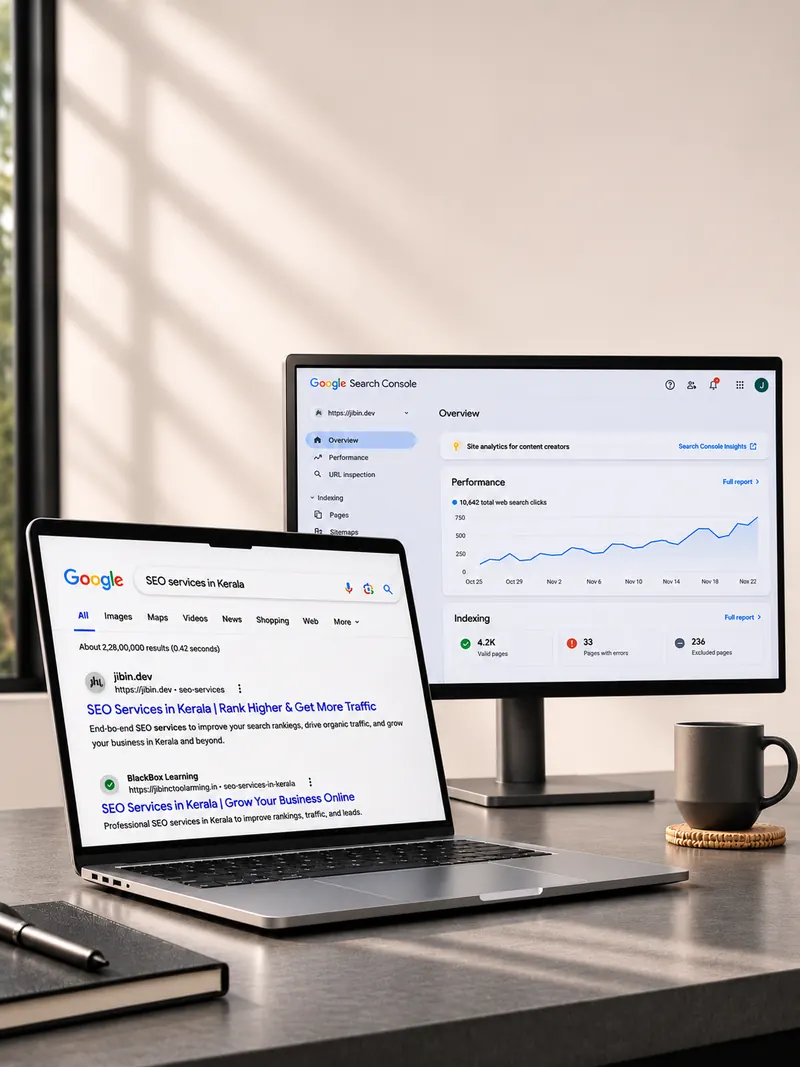 Google Search Console
J
https://jibin.dev
Overview
Overview
Performance
URL inspection
Indexing
Pages
Sitemaps
Site analytics for content creators
Search Console Insights
Performance
Full report
10,642 total web search clicks
750
500
250
0
Oct 25
Oct 29
Nov 2
Nov 6
Nov 10
Nov 14
Nov 18
Nov 22
Indexing
Full report
4.2K
Valid pages
33
Pages with errors
236
Excluded pages
Google
SEO services in Kerala
All Images Maps Videos News Shopping Web More
About 2,28,00,000 results (0.42 seconds)
jibin.dev
https://jibin.dev • seo-services
SEO Services in Kerala | Rank Higher & Get More Traffic
End-bo-end SEO services to improve your search rankiegs, drive organic traffic, and grow
your business in Kerala and beyond.
BlackBox Learning
https://jibinctoolarming.in • seo-services-in-kerala
SEO Services in Kerala | Grow Your Business Online
Professional SEO services in Kerala to improve rankings, traffic, and leads.